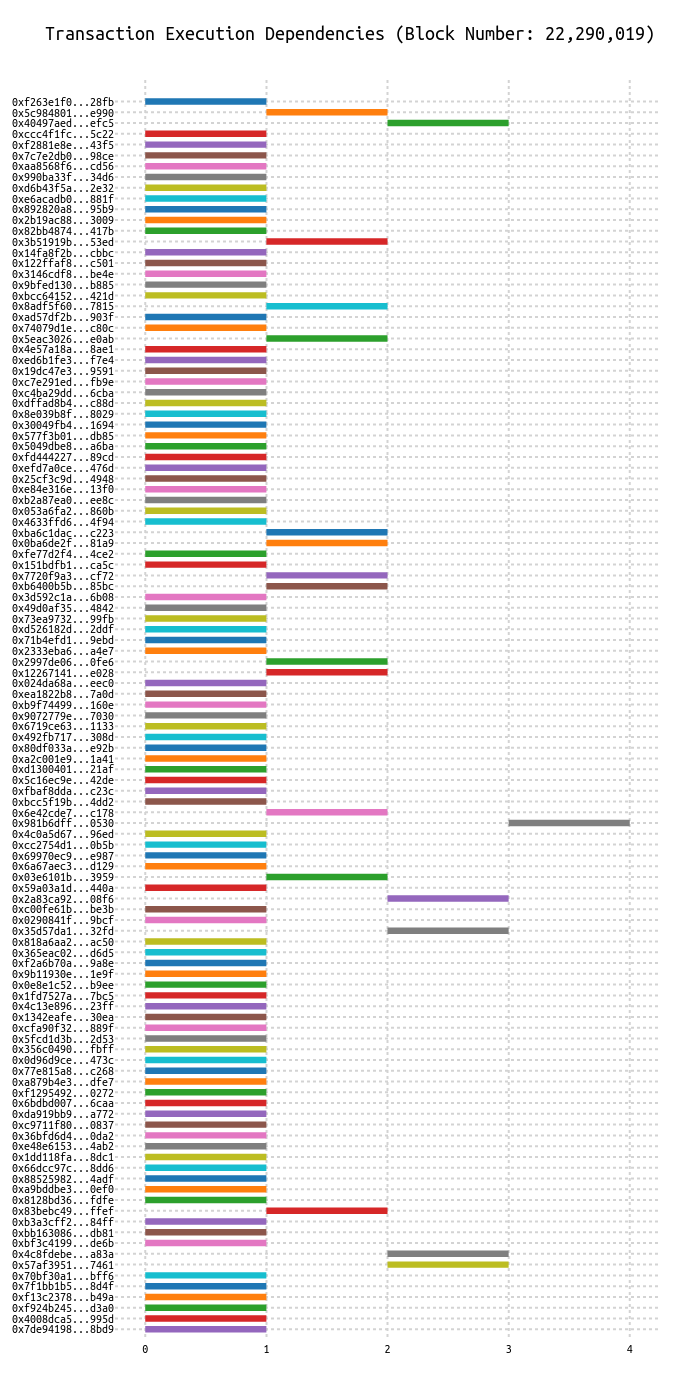 Transaction Execution Dependencies (Block Number: 22,290,019)
0xf263e1f0...28fb
0x5c984801...e990
0x40497aed...efc5
0xccc4f1fc...5c22
0xf2881e8e...43f5
0x7c7e2db0...98ce
0xaa8568f6...cd56
0x990ba33f...34d6
0xd6b43f5a...2e32
0xe6acadb0...881f
0x892820a8...95b9
0x2b19ac88...3009
0x82bb4874...417b
0x3b51919b...53ed
0x14fa8f2b...cbbc
0x122ffaf8...c501
0x3146cdf8...be4e
0x9bfed130...b885
0xbcc64152...421d
0x8adf5f60...7815
0xad57df2b...903f
0x74079d1e...c80c
0x5eac3026...e0ab
0x4e57a18a...8ae1
0xed6b1fe3...f7e4
0x19dc47e3...9591
0xc7e291ed...fb9e
0xc4ba29dd...6cba
0xdffad8b4...c88d
0x8e039b8f...8029
0x30049fb4...1694
0x577f3b01...db85
0x5049dbe8...a6ba
0xfd444227...89cd
0xefd7a0ce...476d
0x25cf3c9d...4948
0xe84e316e...13f0
0xb2a87ea0...ee8c
0x053a6fa2...860b
0x4633ffd6...4f94
0xba6c1dac...c223
0x0ba6de2f...81a9
0xfe77d2f4...4ce2
0x151bdfb1...ca5c
0x7720f9a3...cf72
0xb6400b5b...85bc
0x3d592c1a...6b08
0x49d0af35...4842
0x73ea9732...99fb
0xd526182d...2ddf
0x71b4efd1...9ebd
0x2333eba6...a4e7
0x2997de06...0fe6
0x12267141...e028
0x024da68a...eec0
0xea1822b8...7a0d
0xb9f74499...160e
0x9072779e...7030
0x6719ce63...1133
0x492fb717...308d
0x80df033a...e92b
0xa2c001e9...1a41
0xd1300401...21af
0x5c16ec9e...42de
0xfbaf8dda...c23c
0xbcc5f19b...4dd2
0x6e42cde7...c178
0x981b6dff...0530
0x4c0a5d67...96ed
0xcc2754d1...0b5b
0x69970ec9...e987
0x6a67aec3...d129
0x03e6101b...3959
0x59a03a1d...440a
0x2a83ca92...08f6
0xc00fe61b...be3b
0x0290841f...9bcf
0x35d57da1...32fd
0x818a6aa2...ac50
0x365eac02...d6d5
0xf2a6b70a...9a8e
0x9b11930e...1e9f
0x0e8e1c52...b9ee
0x1fd7527a...7bc5
0x4c13e896...23ff
0x1342eafe...30ea
0xcfa90f32...889f
0x5fcd1d3b...2d53
0x356c0490...fbff
0x0d96d9ce...473c
0x77e815a8...c268
0xa879b4e3...dfe7
0xf1295492...0272
0x6bdbd007...6caa
0xda919bb9...a772
0xc9711f80...0837
0x36bfd6d4...0da2
0xe48e6153...4ab2
0x1dd118fa...8dc1
0x66dcc97c...8dd6
0x88525982...4adf
0xa9bddbe3...0ef0
0x8128bd36...fdfe
0x83bebc49...ffef
0xb3a3cff2...84ff
0xbb163086...db81
0xbf3c4199...de6b
0x4c8fdebe...a83a
0x57af3951...7461
0x70bf30a1...bff6
0x7f1bb1b5...8d4f
0xf13c2378...b49a
0xf924b245...d3a0
0x4008dca5...995d
0x7de94198...8bd9
0 1 2 3 4